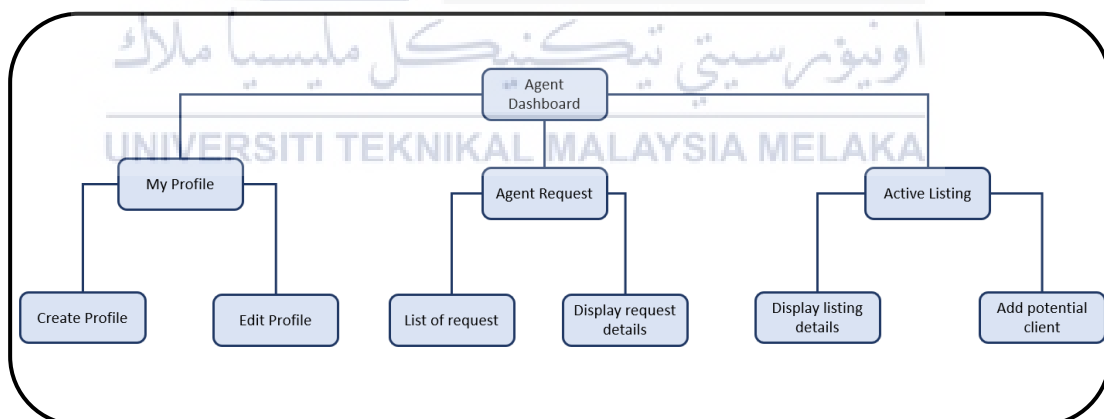 اونيۏرسيتي تيكنيكل مليسيا ملاك
Agent
Dashboard
UNIVERSITI TEKNIKAL MALAYSIA MELAKA
My Profile
Agent Request
Active Listing
Create Profile
Edit Profile
List of request
Display request
details
Display listing
details
Add potential
client